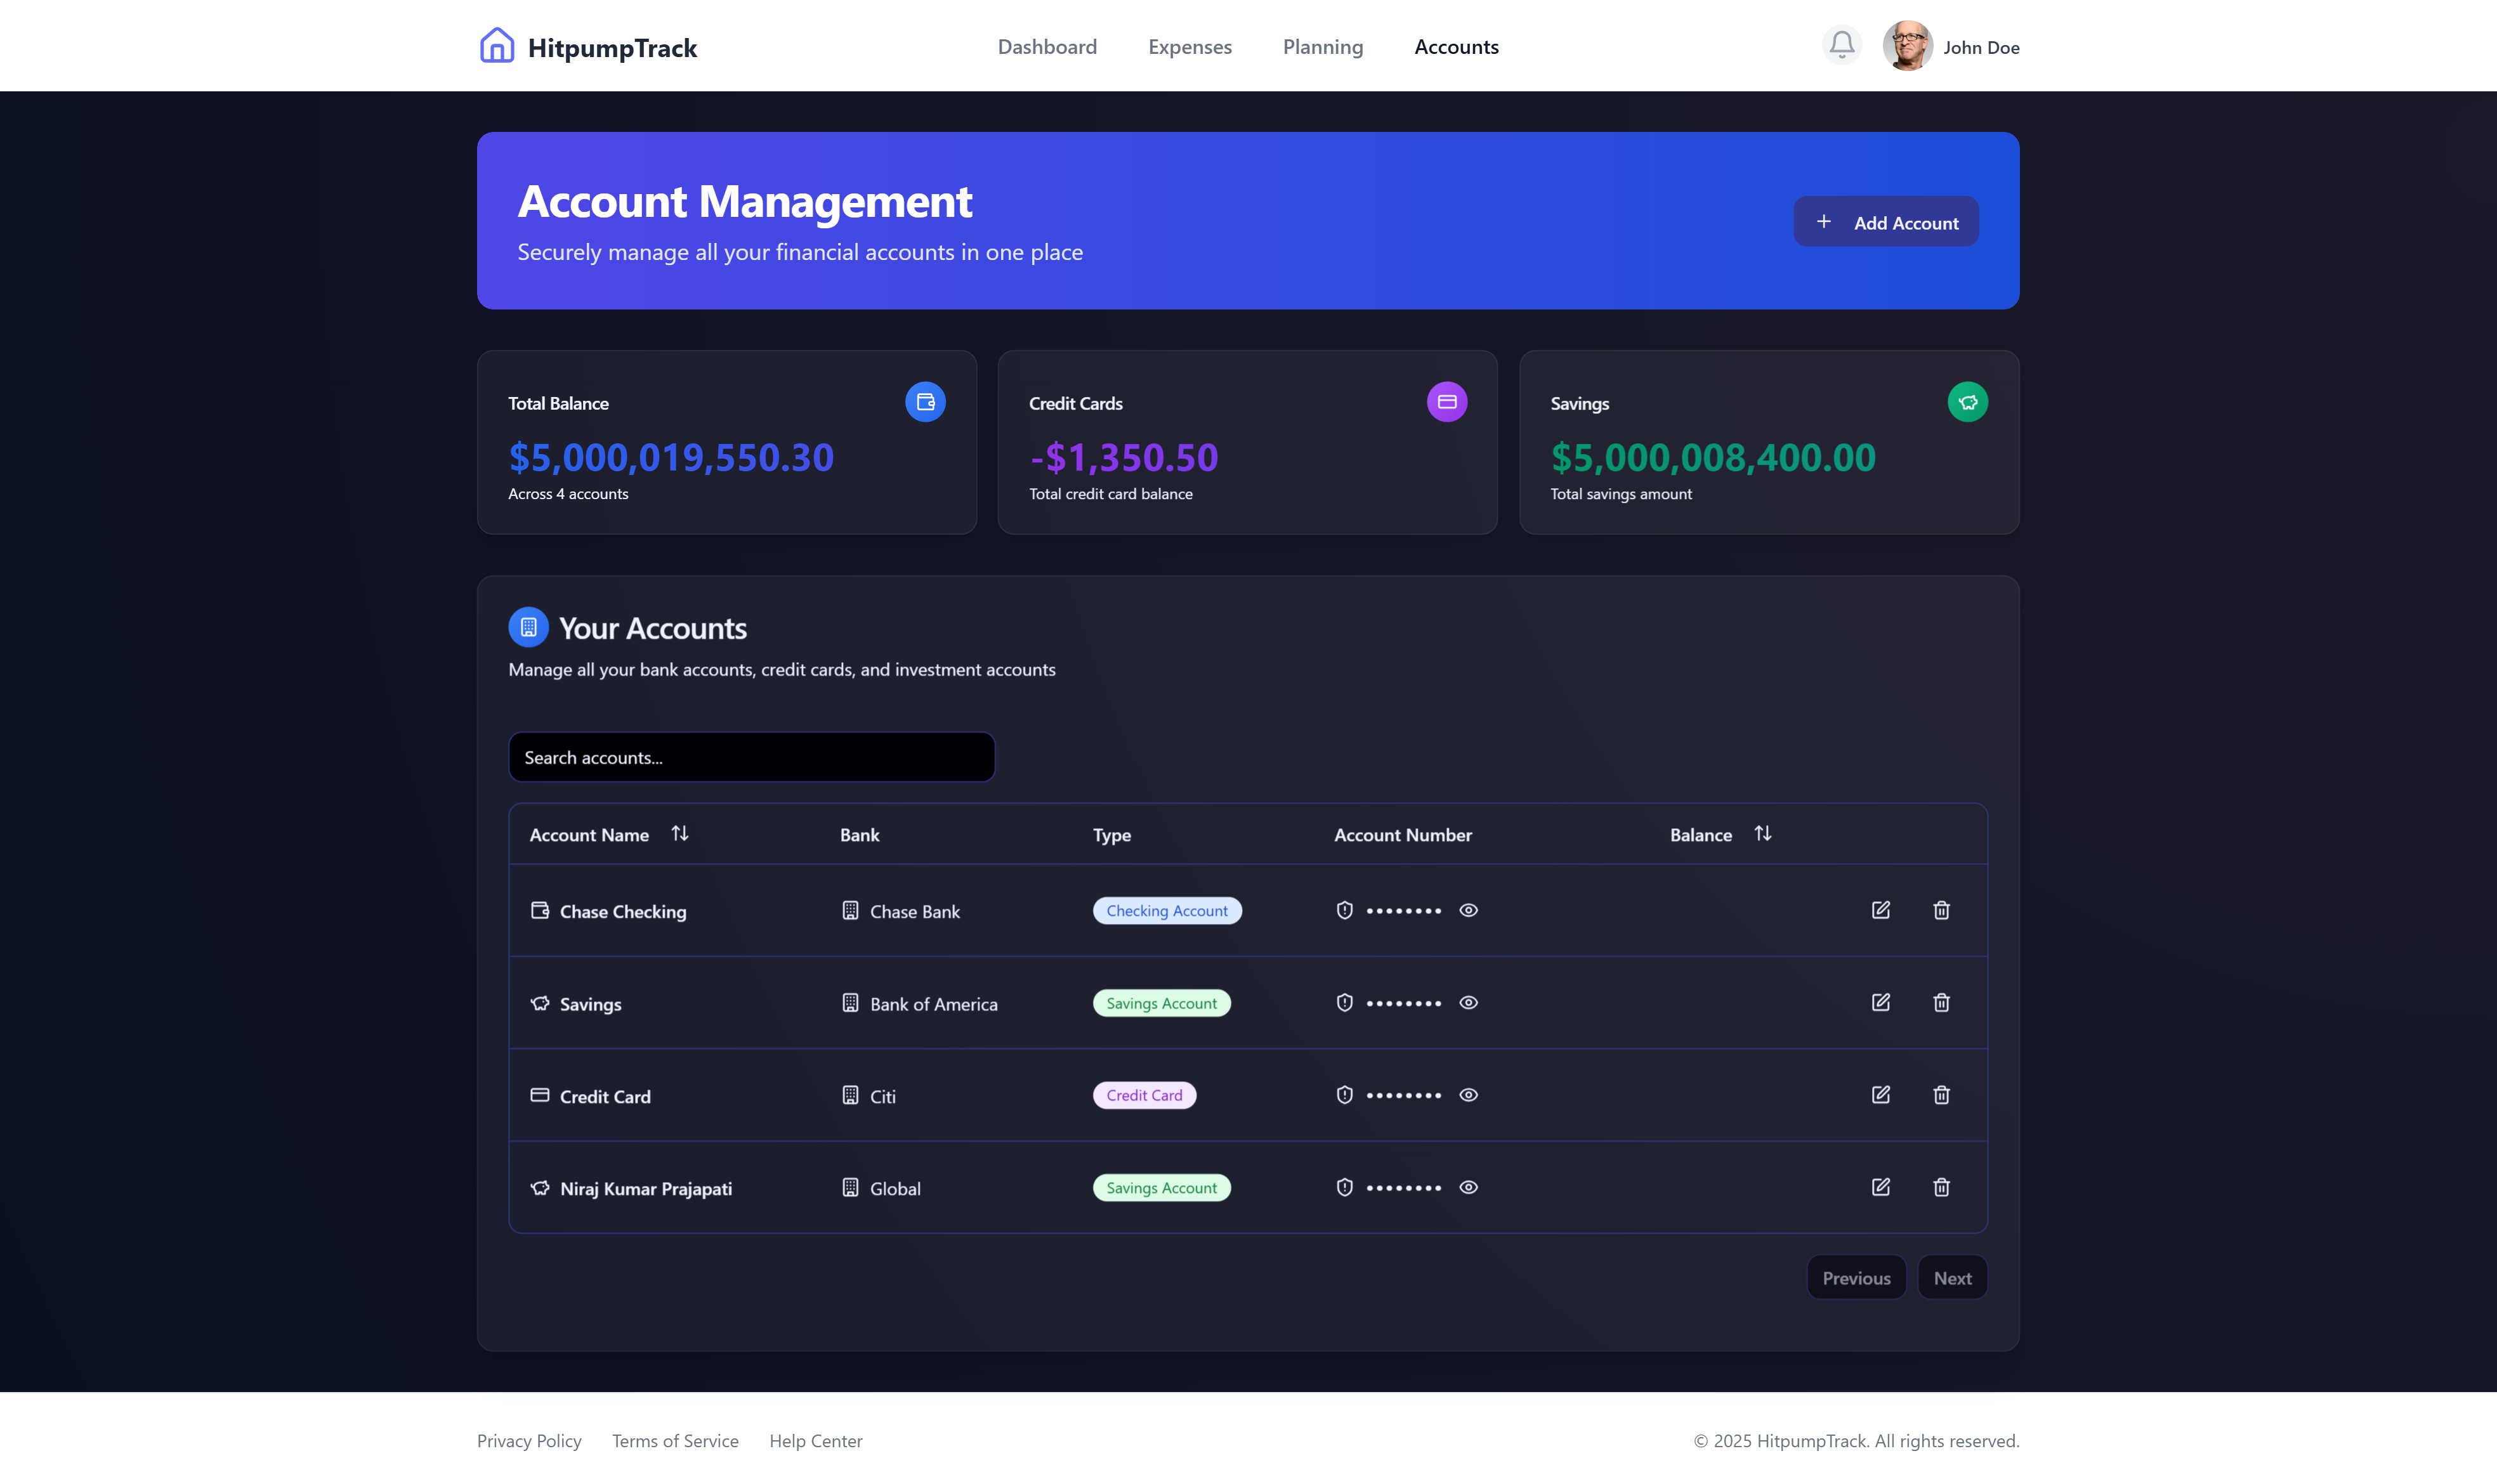 HitpumpTrack
Dashboard Expenses Planning Accounts
John Doe
Account Management
Securely manage all your financial accounts in one place
Add Account
Total Balance
$5,000,019,550.30
Across 4 accounts
Credit Cards
-$1,350.50
Total credit card balance
Savings
$5,000,008,400.00
Total savings amount
Your Accounts
Manage all your bank accounts, credit cards, and investment accounts
Search accounts...
Account Name Bank Type Account Number Balance
Chase Checking Chase Bank Checking Account ••••••••
Savings Bank of America Savings Account ••••••••
Credit Card Citi Credit Card ••••••••
Niraj Kumar Prajapati Global Savings Account ••••••••
Previous Next
Privacy Policy Terms of Service Help Center
© 2025 HitpumpTrack. All rights reserved.